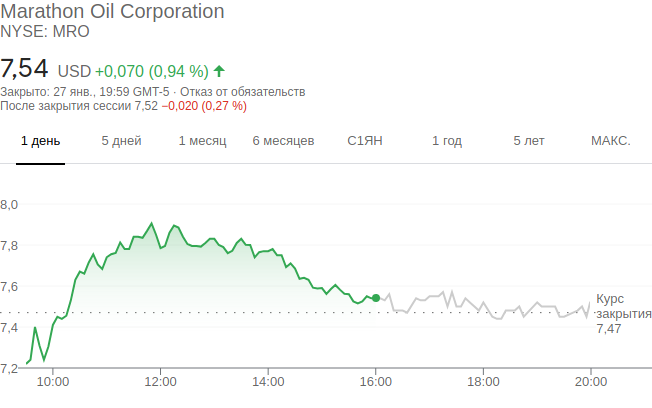 Marathon Oil Corporation
NYSE: MRO
7,54 USD +0,070 (0,94 %)
Закрыто: 27 янв., 19:59 GMT-5 · Отказ от обязательств
После закрытия сессии 7,52 −0,020 (0,27 %)
1 день 5 дней 1 месяц 6 месяцев С1ЯН 1 год 5 лет МАКС.
8,0
7,8
7,6
Курс
закрытия
7,47
7,4
7,2
10:00 12:00 14:00 16:00 18:00 20:00